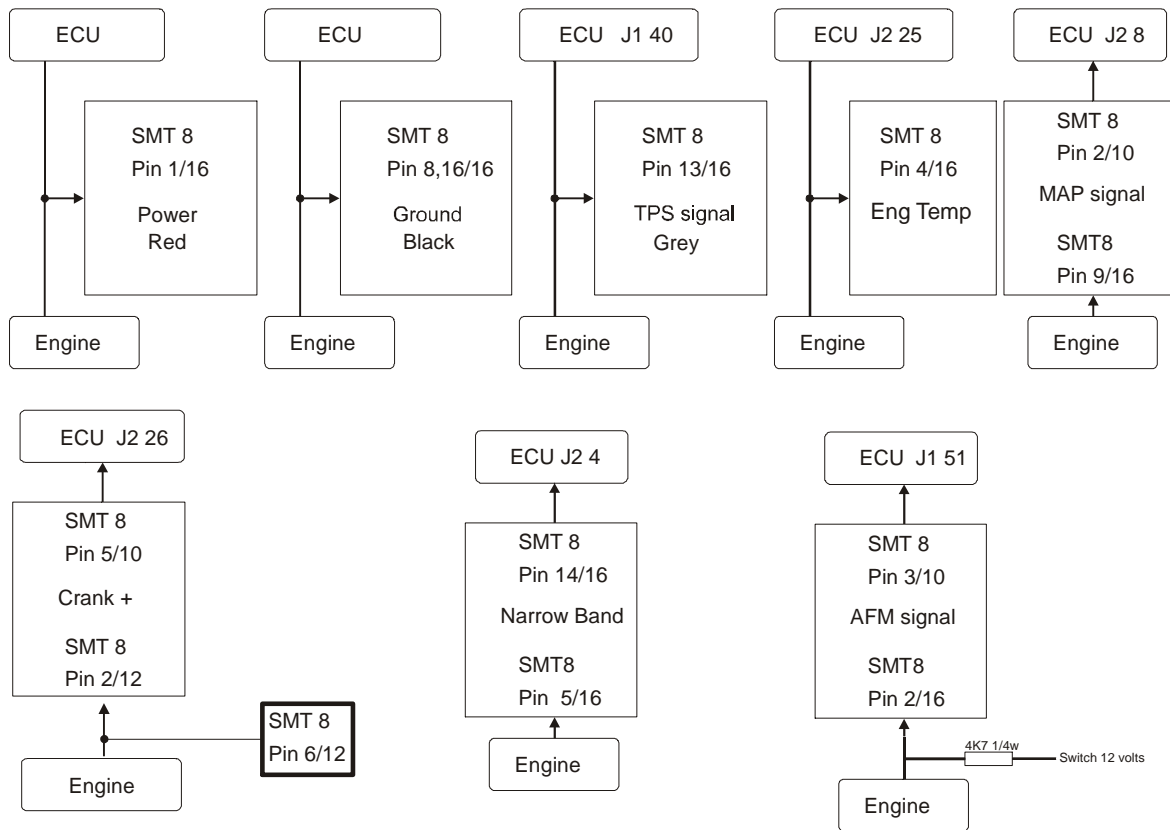 ECU
SMT 8
Pin 1/16
Power
Red
Engine
ECU
SMT 8
Pin 8,16/16
Ground
Black
Engine
ECU J1 40
SMT 8
Pin 13/16
TPS signal
Grey
Engine
ECU J2 25
SMT 8
Pin 4/16
Eng Temp
Engine
ECU J2 8
SMT 8
Pin 2/10
MAP signal
SMT8
Pin 9/16
Engine
ECU J2 26
SMT 8
Pin 5/10
Crank +
SMT 8
Pin 2/12
SMT 8
Pin 6/12
Engine
ECU J2 4
SMT 8
Pin 14/16
Narrow Band
SMT8
Pin 5/16
Engine
ECU J1 51
SMT 8
Pin 3/10
AFM signal
SMT8
Pin 2/16
4K7 1/4w
Switch 12 volts
Engine